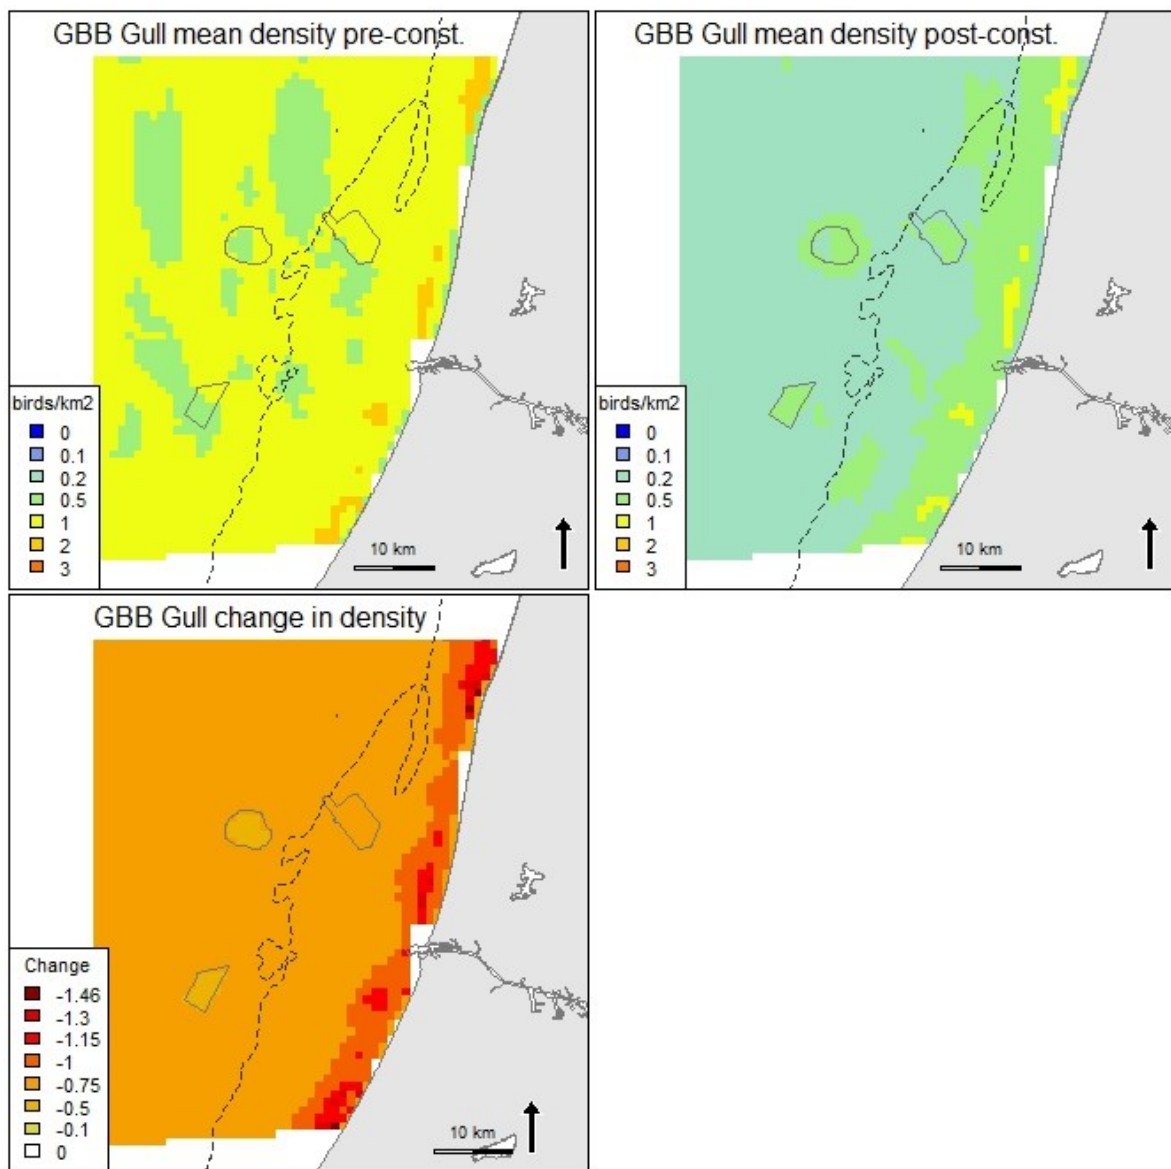 GBB Gull mean density pre-const.
birds/km2
0
0.1
0.2
0.5
1
2
3
10 km
GBB Gull mean density post-const.
birds/km2
0
0.1
0.2
0.5
1
2
3
10 km
GBB Gull change in density
Change
-1.46
-1.3
-1.15
-1
-0.75
-0.5
-0.1
0
10 km